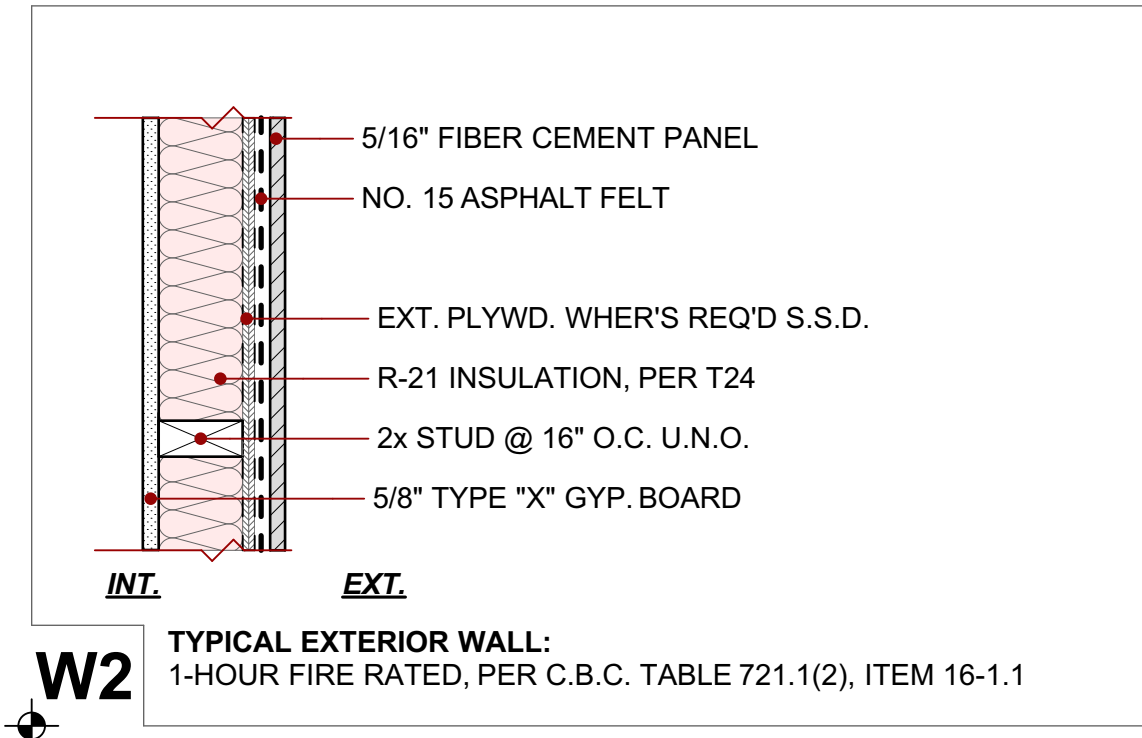 5/16" FIBER CEMENT PANEL
NO. 15 ASPHALT FELT
EXT. PLYWD. WHER'S REQ'D S.S.D.
R-21 INSULATION, PER T24
2x STUD @ 16" O.C. U.N.O.
5/8" TYPE "X" GYP. BOARD
INT. EXT.
W2
TYPICAL EXTERIOR WALL:
1-HOUR FIRE RATED, PER C.B.C. TABLE 721.1(2), ITEM 16-1.1